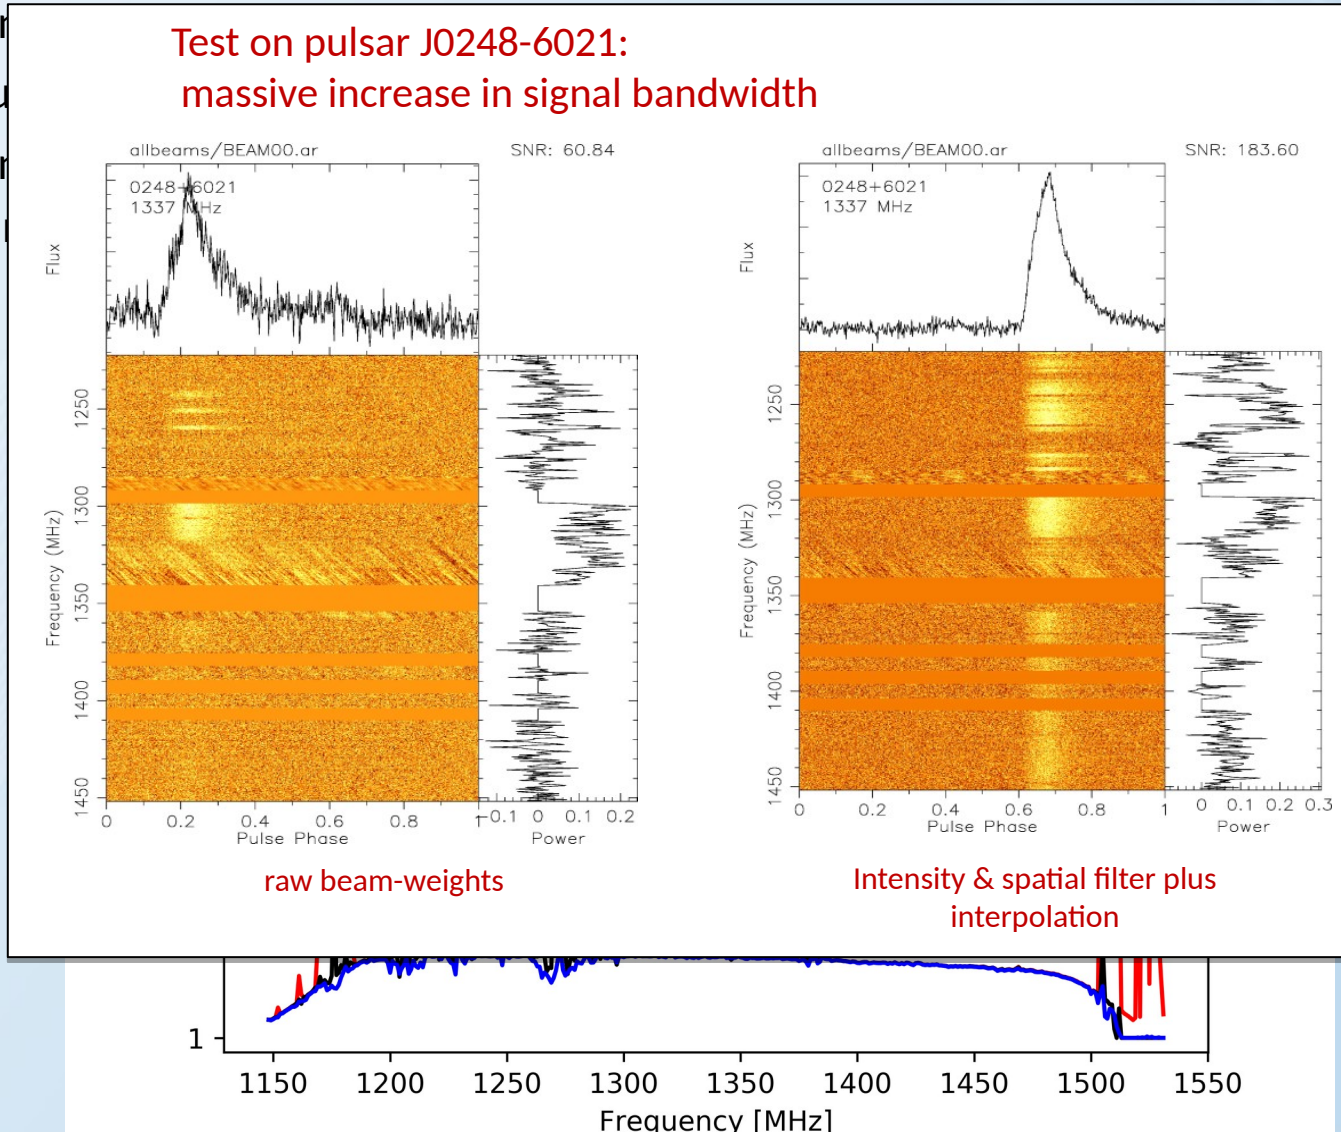 Test on pulsar J0248-6021:
massive increase in signal bandwidth
allbeams/BEAM00.ar
SNR: 60.84
0248+6021
1337 MHz
Flux
Frequency (MHz)
1250
1300
1350
1400
1450
0 0.2 0.4 0.6 0.8 1
Pulse Phase
-0.1 0 0.1 0.2
Power
raw beam-weights
allbeams/BEAM00.ar
SNR: 183.60
0248+6021
1337 MHz
Flux
Frequency (MHz)
1250
1300
1350
1400
1450
0 0.2 0.4 0.6 0.8 1
Pulse Phase
0 0.1 0.2 0.3
Power
Intensity & spatial filter plus
interpolation
1
1150 1200 1250 1300 1350 1400 1450 1500 1550
Frequency [MHz]